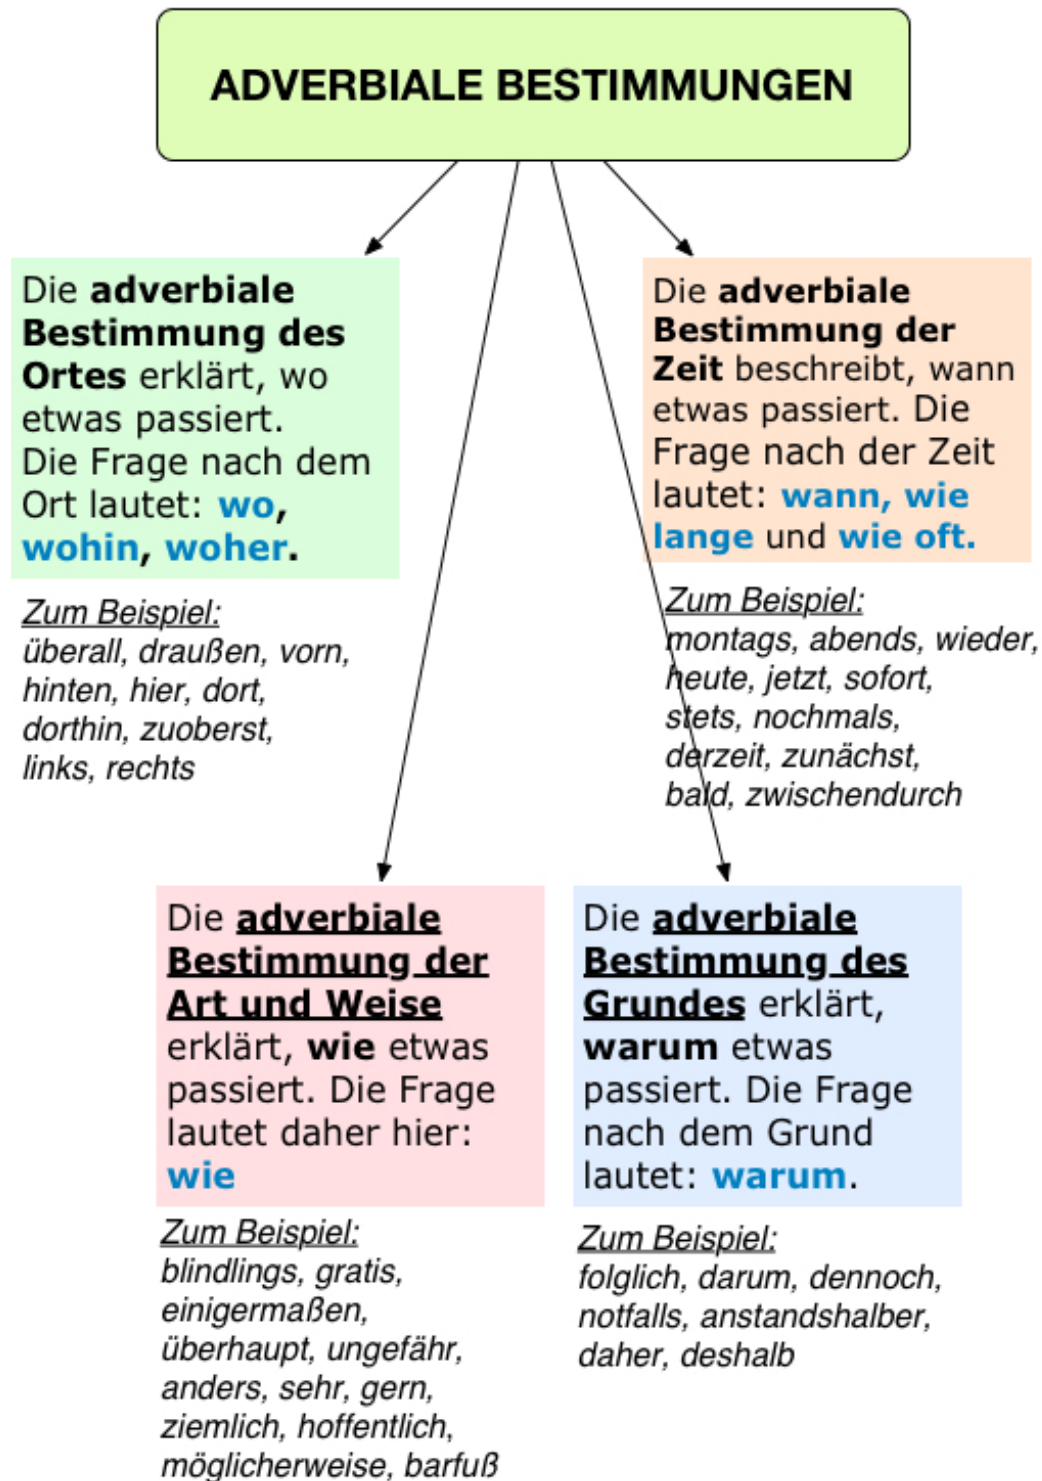 ADVERBIALE BESTIMMUNGEN
Die adverbiale
Bestimmung des
Ortes erklärt, wo
etwas passiert.
Die Frage nach dem
Ort lautet: wo,
wohin, woher.
Zum Beispiel:
überall, draußen, vorn,
hinten, hier, dort,
dorthin, zuoberst,
links, rechts
Die adverbiale
Bestimmung der
Zeit beschreibt, wann
etwas passiert. Die
Frage nach der Zeit
lautet: wann, wie
lange und wie oft.
Zum Beispiel:
montags, abends, wieder,
heute, jetzt, sofort,
stets, nochmals,
derzeit, zunächst,
bald, zwischendurch
Die adverbiale
Bestimmung der
Art und Weise
erklärt, wie etwas
passiert. Die Frage
lautet daher hier:
wie
Zum Beispiel:
blindlings, gratis,
einigermaßen,
überhaupt, ungefähr,
anders, sehr, gern,
ziemlich, hoffentlich,
möglicherweise, barfuß
Die adverbiale
Bestimmung des
Grundes erklärt,
warum etwas
passiert. Die Frage
nach dem Grund
lautet: warum.
Zum Beispiel:
folglich, darum, dennoch,
notfalls, anstandshalber,
daher, deshalb